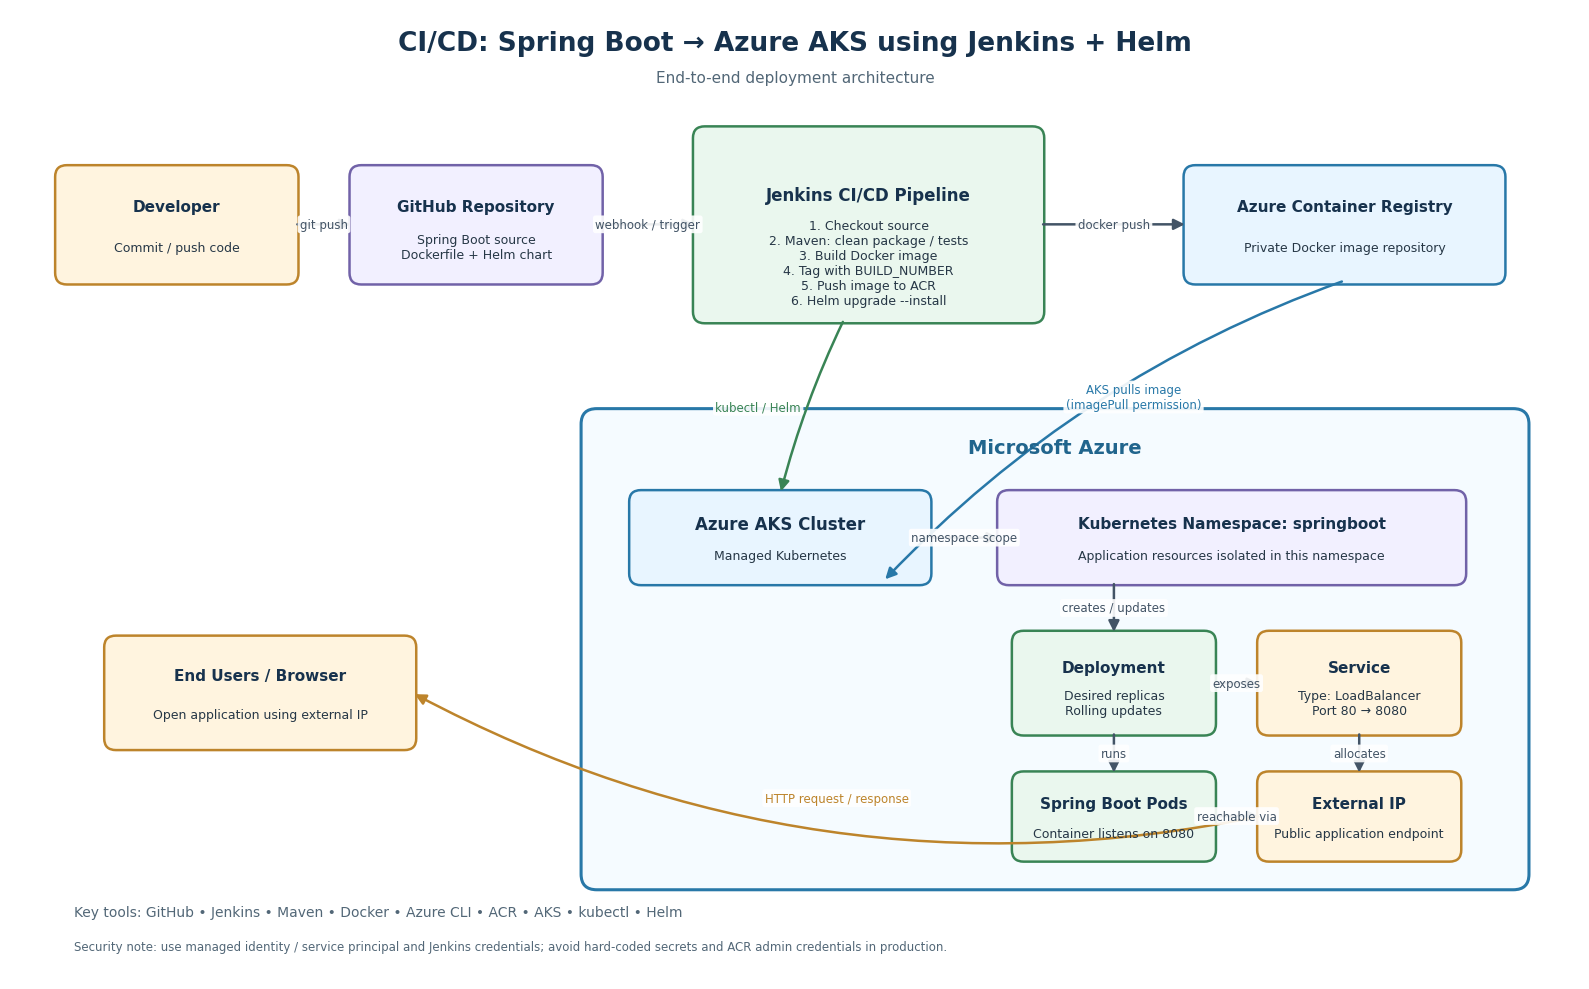 CI/CD: Spring Boot → Azure AKS using Jenkins + Helm
End-to-end deployment architecture
Developer
Commit / push code
git push
GitHub Repository
Spring Boot source
Dockerfile + Helm chart
webhook / trigger
Jenkins CI/CD Pipeline
1. Checkout source
2. Maven: clean package / tests
3. Build Docker image
4. Tag with BUILD_NUMBER
5. Push image to ACR
6. Helm upgrade --install
docker push
Azure Container Registry
Private Docker image repository
kubectl / Helm
AKS pulls image
(imagePull permission)
Microsoft Azure
Azure AKS Cluster
Managed Kubernetes
namespace scope
Kubernetes Namespace: springboot
Application resources isolated in this namespace
creates / updates
Deployment
Desired replicas
Rolling updates
exposes
Service
Type: LoadBalancer
Port 80 → 8080
End Users / Browser
Open application using external IP
runs
allocates
HTTP request / response
Spring Boot Pods
Container listens on 8080
reachable via
External IP
Public application endpoint
Key tools: GitHub • Jenkins • Maven • Docker • Azure CLI • ACR • AKS • kubectl • Helm
Security note: use managed identity / service principal and Jenkins credentials; avoid hard-coded secrets and ACR admin credentials in production.